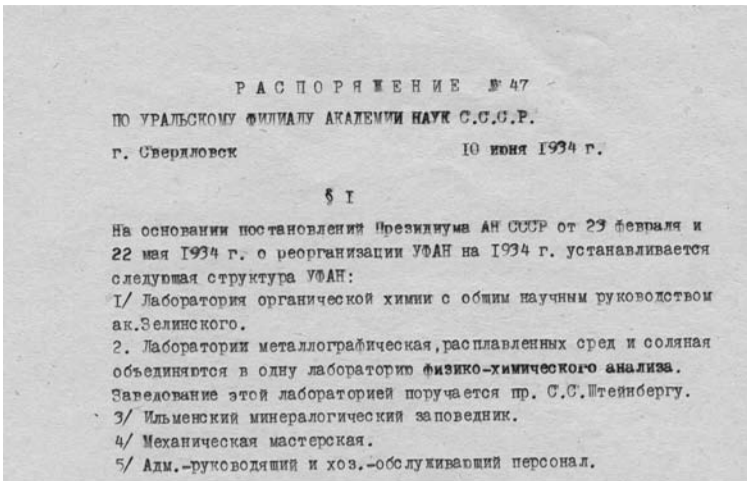 РАСПОРЯЖЕНИЕ № 47
ПО УРАЛЬСКОМУ ФИЛИАЛУ АКАДЕМИИ НАУК С.С.С.Р.
г. Свердловск 10 июня 1934 г.
§ I
На основании постановлений Президиума АН СССР от 23 февраля и
22 мая 1934 г. о реорганизации УФАН на 1934 г. устанавливается
следующая структура УФАН:
I/ Лаборатория органической химии с общим научным руководством
ак.Зелинского.
2. Лаборатории металлографическая,расплавленных сред и соляная
объединяются в одну лабораторию физико-химического анализа.
Заведование этой лабораторией поручается пр. С.С.Штейнбергу.
3/ Ильменский минералогический заповедник.
4/ Механическая мастерская.
5/ Адм.-руководящий и хоз.-обслуживающий персонал.